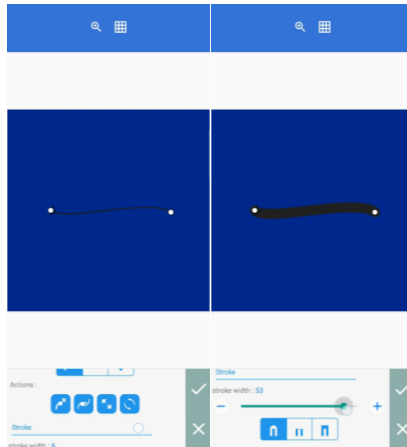 Actions :
Stroke
stroke width : 6
Stroke
stroke width : 53